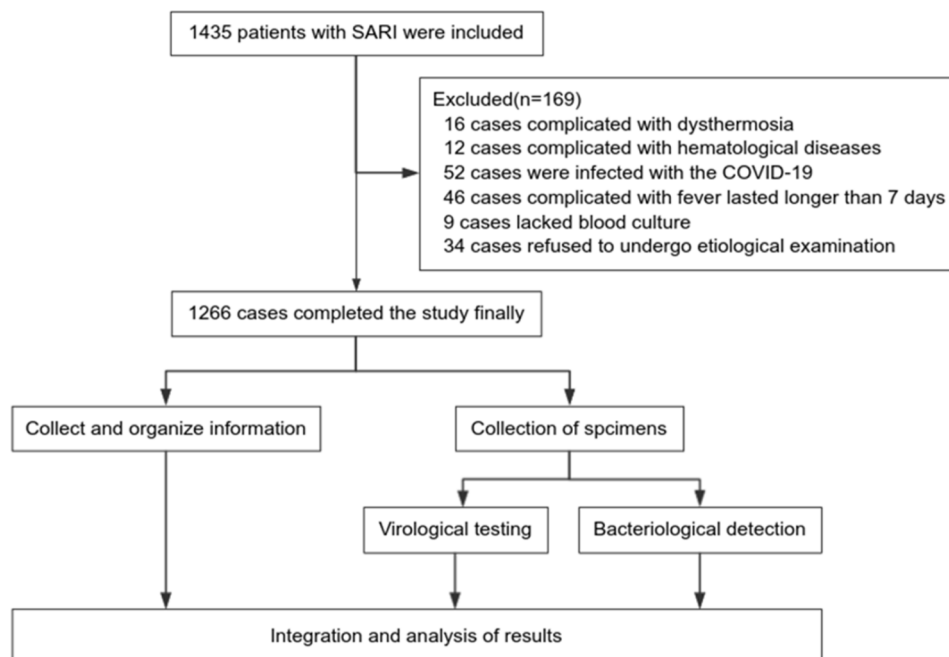 1435 patients with SARI were included
Excluded(n=169)
16 cases complicated with dysthermosia
12 cases complicated with hematological diseases
52 cases were infected with the COVID-19
46 cases complicated with fever lasted longer than 7 days
9 cases lacked blood culture
34 cases refused to undergo etiological examination
1266 cases completed the study finally
Collect and organize information
Collection of spcimens
Virological testing
Bacteriological detection
Integration and analysis of results